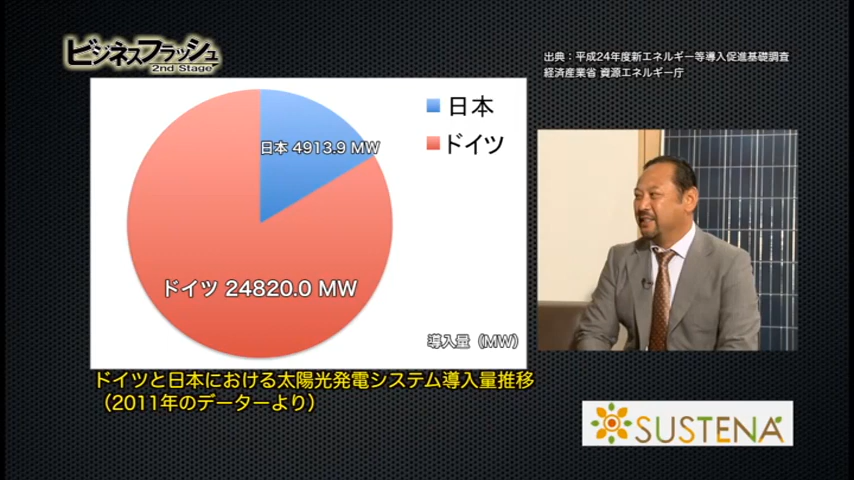 ビジネスフラッシュ
2nd Stage
出典：平成24年度新エネルギー等導入促進基礎調査
経済産業省 資源エネルギー庁
日本
ドイツ
日本 4913.9 MW
ドイツ 24820.0 MW
導入量（MW）
ドイツと日本における太陽光発電システム導入量推移
（2011年のデーターより）
SUSTENA